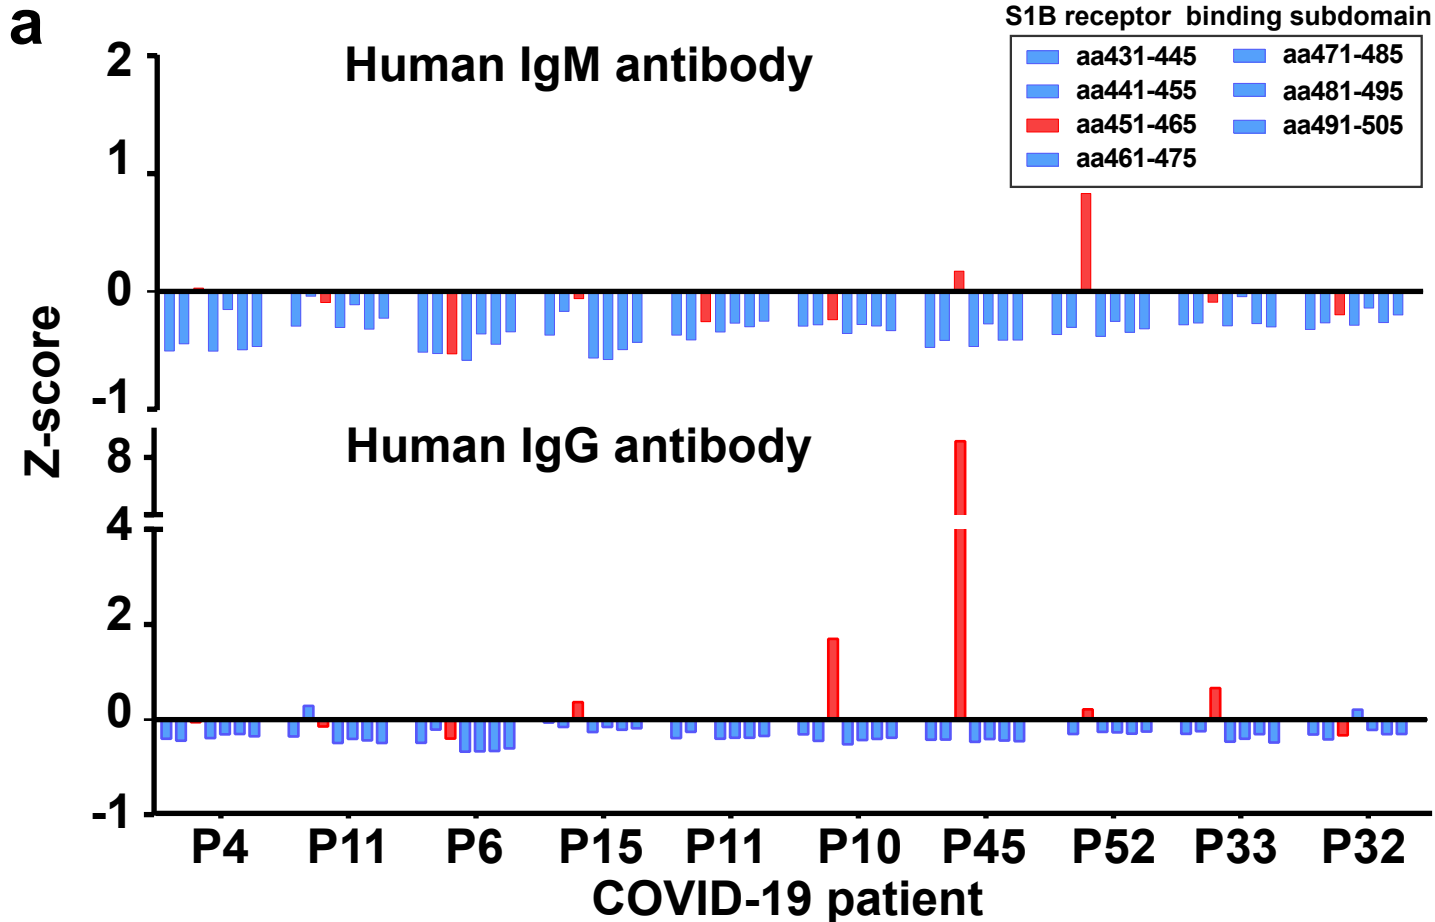 a
S1B receptor binding subdomain
aa431-445
aa441-455
aa451-465
aa461-475
aa471-485
aa481-495
aa491-505
Human IgM antibody
2
1
0
-1
Z-score
Human IgG antibody
8
4
4
2
0
-1
P4 P11 P6 P15 P11 P10 P45 P52 P33 P32
COVID-19 patient